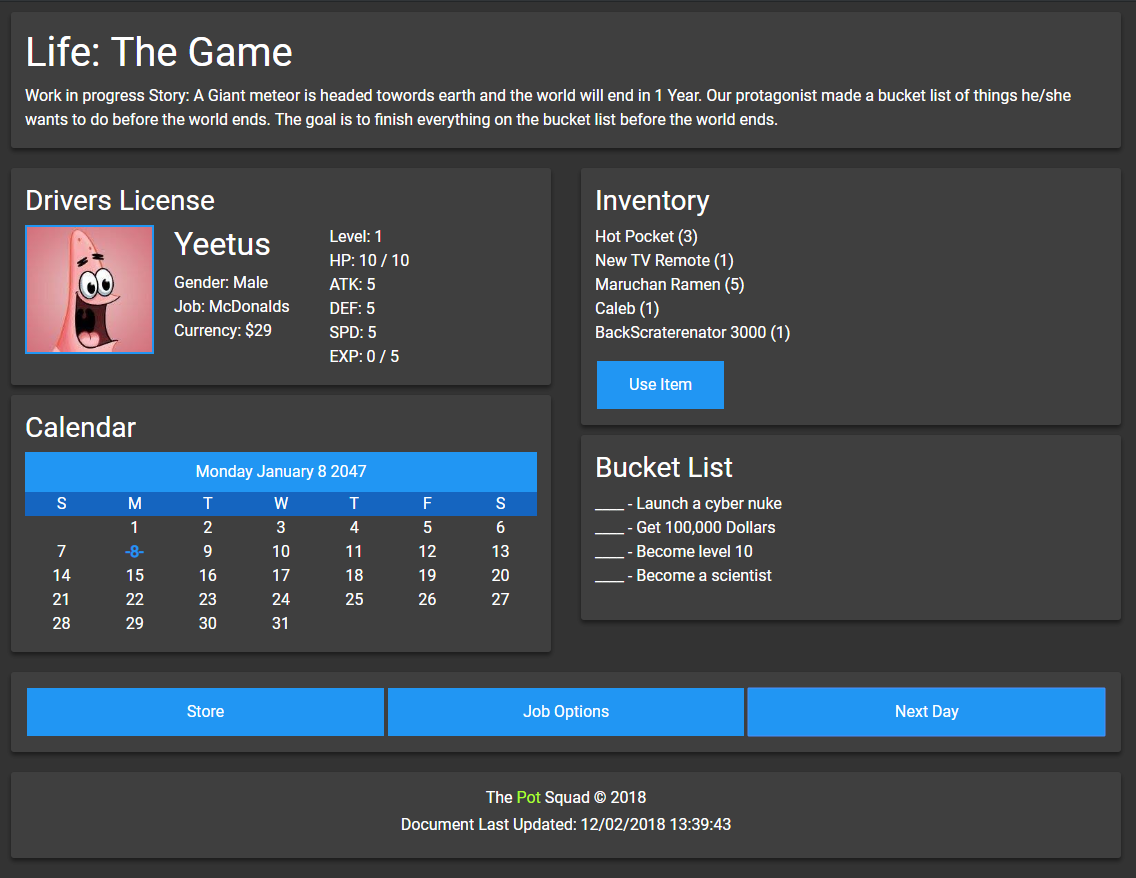 Life: The Game
Work in progress Story: A Giant meteor is headed towords earth and the world will end in 1 Year. Our protagonist made a bucket list of things he/she
wants to do before the world ends. The goal is to finish everything on the bucket list before the world ends.
Drivers License
Yeetus
Gender: Male
Job: McDonalds
Currency: $29
Level: 1
HP: 10 / 10
ATK: 5
DEF: 5
SPD: 5
EXP: 0 / 5
Inventory
Hot Pocket (3)
New TV Remote (1)
Maruchan Ramen (5)
Caleb (1)
BackScraterenator 3000 (1)
Use Item
Calendar
Monday January 8 2047
S M T W T F S
1 2 3 4 5 6
7 -8- 9 10 11 12 13
14 15 16 17 18 19 20
21 22 23 24 25 26 27
28 29 30 31
Bucket List
____ - Launch a cyber nuke
____ - Get 100,000 Dollars
____ - Become level 10
____ - Become a scientist
Store Job Options Next Day
The Pot Squad © 2018
Document Last Updated: 12/02/2018 13:39:43